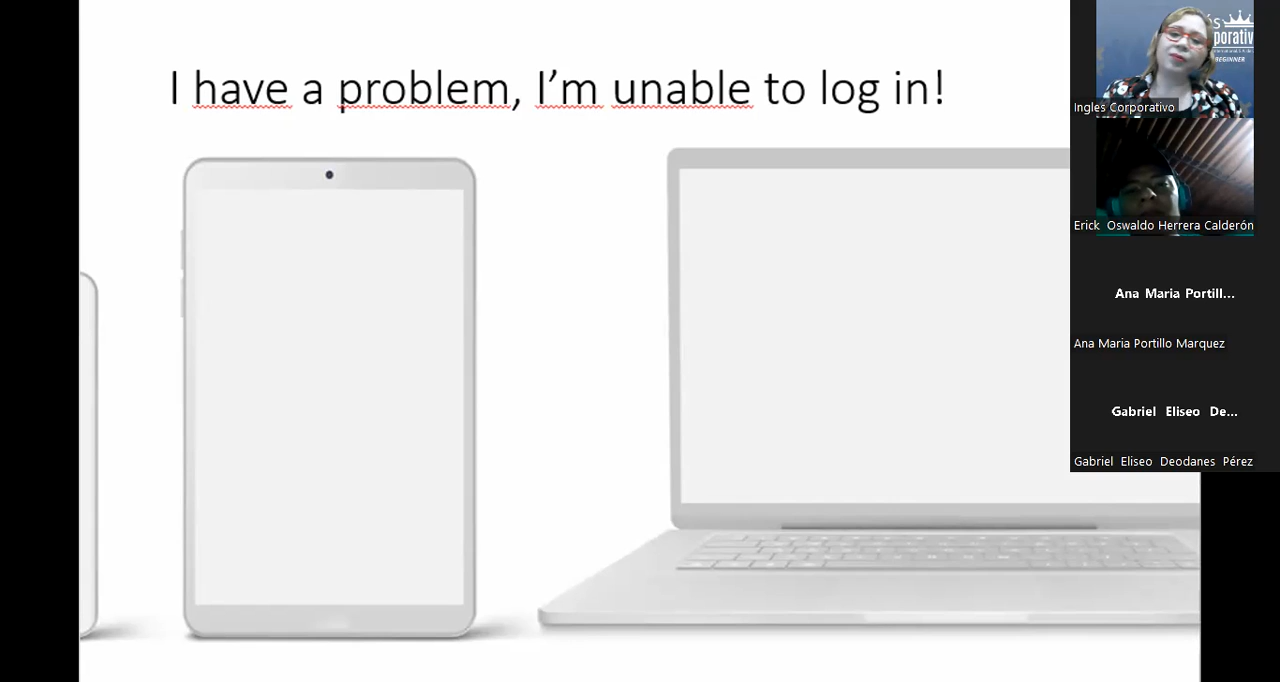 I have a problem, I'm unable to log in!
BEGINNER
Ingles Corporativo
Erick Oswaldo Herrera Calderón
Ana Maria Portill...
Ana Maria Portillo Marquez
Gabriel Eliseo De...
Gabriel Eliseo Deodanes Pérez